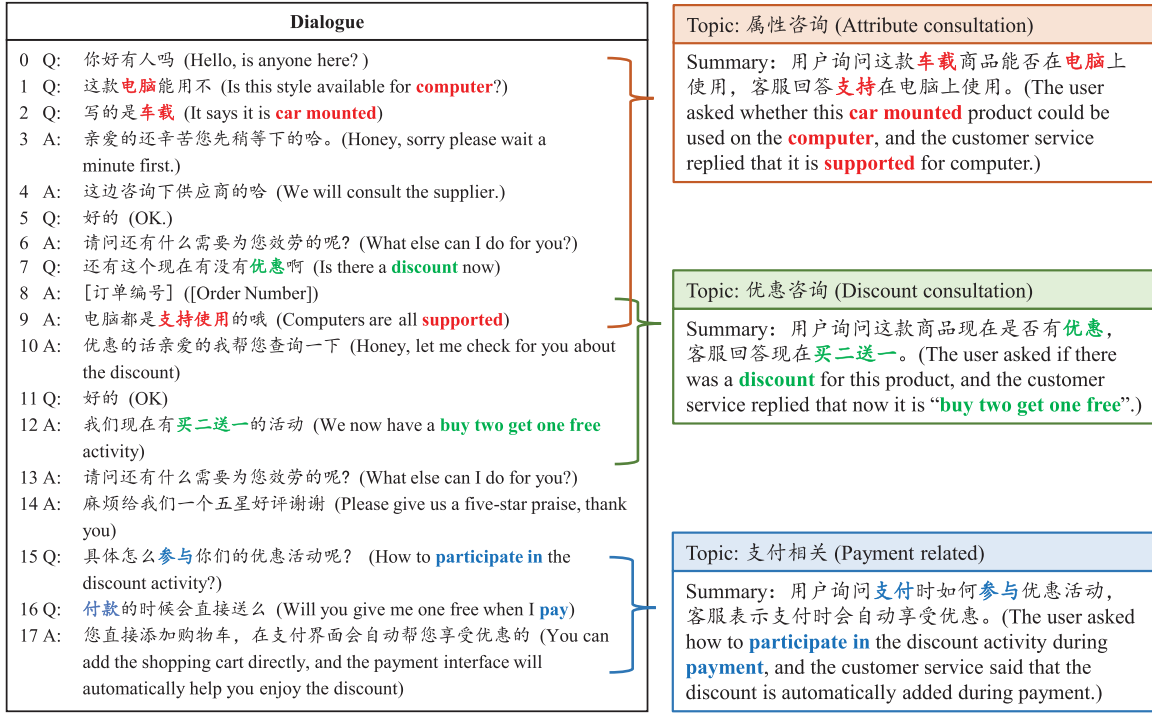 Dialogue
0 Q: 你好有人吗 (Hello, is anyone here? )
1 Q: 这款电脑能用不 (Is this style available for computer?)
2 Q: 写的是车载 (It says it is car mounted)
3 A: 亲爱的还辛苦您先稍等下的哈。(Honey, sorry please wait a
minute first.)
4 A: 这边咨询下供应商的哈 (We will consult the supplier.)
5 Q: 好的 (OK.)
6 A: 请问还有什么需要为您效劳的呢? (What else can I do for you?)
7 Q: 还有这个现在有没有优惠啊 (Is there a discount now)
8 A: [订单编号] ([Order Number])
9 A: 电脑都是支持使用的哦 (Computers are all supported)
10 A: 优惠的话亲爱的我帮您查询一下 (Honey, let me check for you about
the discount)
11 Q: 好的 (OK)
12 A: 我们现在有买二送一的活动 (We now have a buy two get one free
activity)
13 A: 请问还有什么需要为您效劳的呢? (What else can I do for you?)
14 A: 麻烦给我们一个五星好评谢谢 (Please give us a five-star praise, thank
you)
15 Q: 具体怎么参与你们的优惠活动呢? (How to participate in the
discount activity?)
16 Q: 付款的时候会直接送么 (Will you give me one free when I pay)
17 A: 您直接添加购物车，在支付界面会自动帮您享受优惠的 (You can
add the shopping cart directly, and the payment interface will
automatically help you enjoy the discount)
Topic: 属性咨询 (Attribute consultation)
Summary: 用户询问这款车载商品能否在电脑上
使用，客服回答支持在电脑上使用。(The user
asked whether this car mounted product could be
used on the computer, and the customer service
replied that it is supported for computer.)
Topic: 优惠咨询 (Discount consultation)
Summary: 用户询问这款商品现在是否有优惠，
客服回答现在买二送一。(The user asked if there
was a discount for this product, and the customer
service replied that now it is “buy two get one free”.)
Topic: 支付相关 (Payment related)
Summary: 用户询问支付时如何参与优惠活动，
客服表示支付时会自动享受优惠。(The user asked
how to participate in the discount activity during
payment, and the customer service said that the
discount is automatically added during payment.)